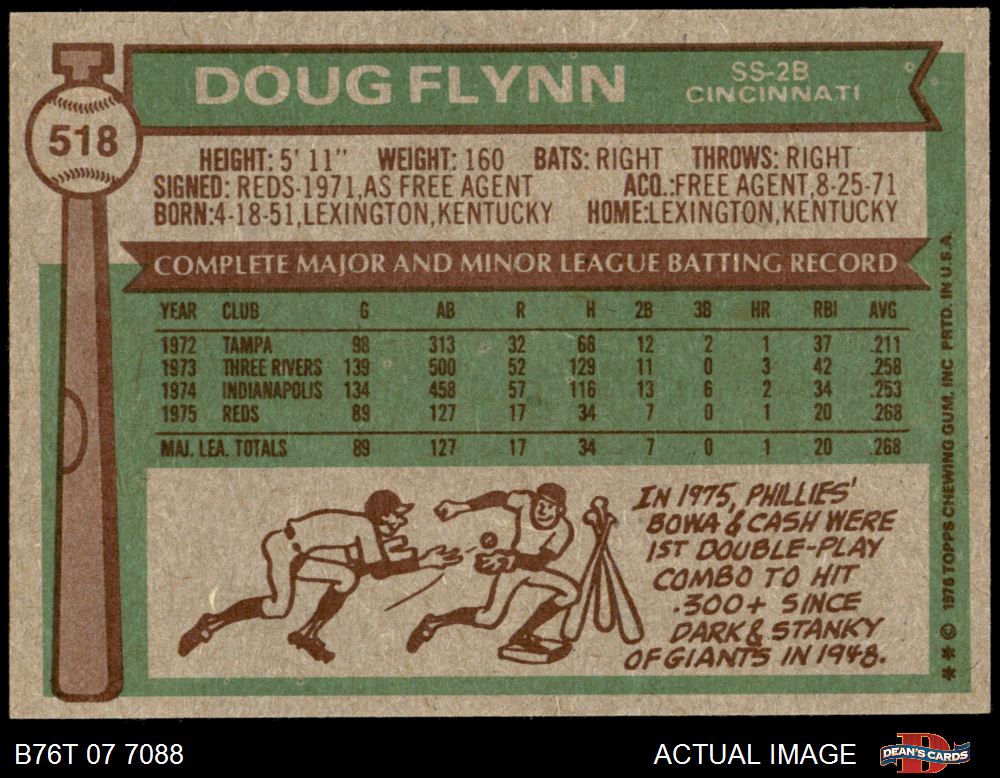 DOUG FLYNN
SS-2B
CINCINNATI
518
HEIGHT: 5' 11" WEIGHT: 160 BATS: RIGHT THROWS: RIGHT
SIGNED: REDS-1971, AS FREE AGENT ACQ.: FREE AGENT, 8-25-71
BORN: 4-18-51, LEXINGTON, KENTUCKY HOME: LEXINGTON, KENTUCKY
COMPLETE MAJOR AND MINOR LEAGUE BATTING RECORD
YEAR CLUB G AB R H 2B 3B HR RBI AVG
1972 TAMPA 98 313 32 66 12 2 1 37 .211
1973 THREE RIVERS 139 500 52 129 11 0 3 42 .258
1974 INDIANAPOLIS 134 458 57 116 13 6 2 34 .253
1975 REDS 89 127 17 34 7 0 1 20 .268
MAJ. LEA. TOTALS 89 127 17 34 7 0 1 20 .268
IN 1975, PHILLIES'
BOWA & CASH WERE
1ST DOUBLE-PLAY
COMBO TO HIT
.300+ SINCE
DARK & STANKY
OF GIANTS IN 1948.
** © 1976 TOPPS CHEWING GUM, INC PRTD. IN U.S.A.
B76T 07 7088
ACTUAL IMAGE
D
DEAN'S CARDS